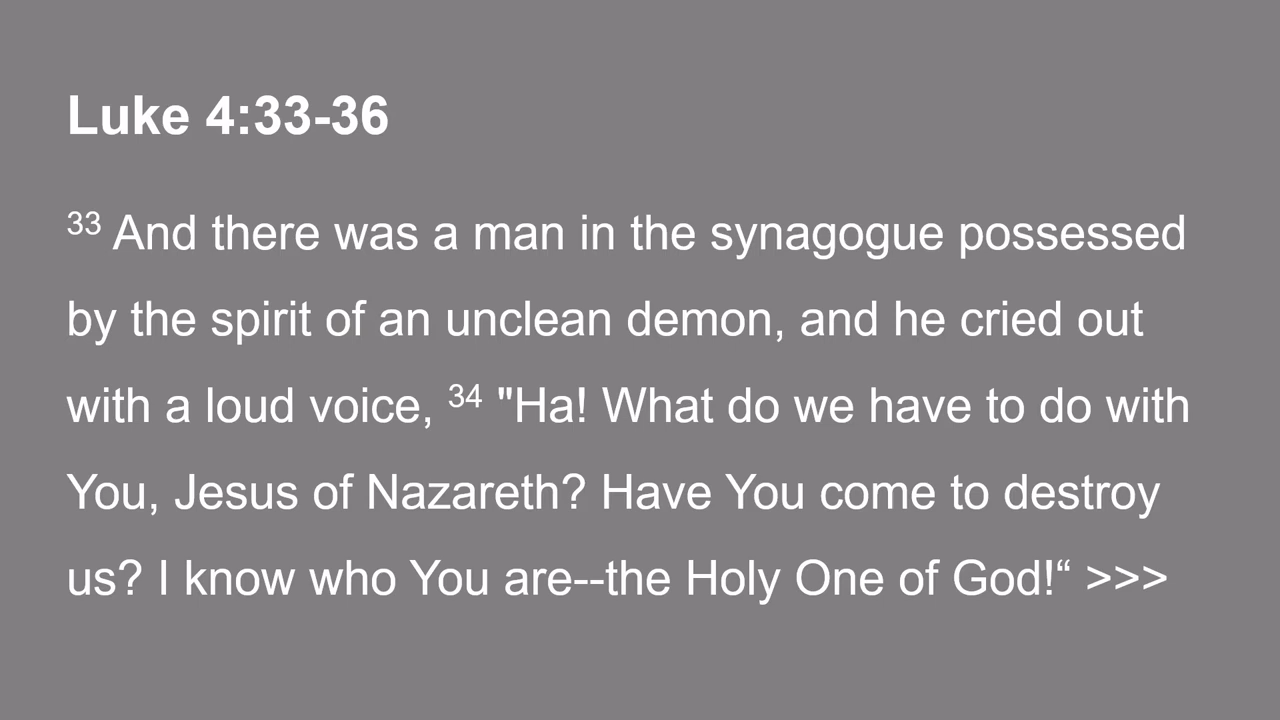 Luke 4:33-36
33 And there was a man in the synagogue possessed
by the spirit of an unclean demon, and he cried out
with a loud voice, 34 "Ha! What do we have to do with
You, Jesus of Nazareth? Have You come to destroy
us? I know who You are--the Holy One of God!“ >>>